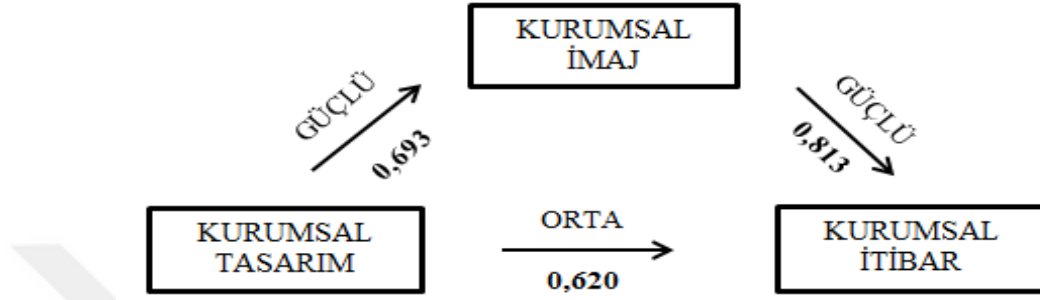 KURUMSAL
İMAJ
GÜÇLÜ
0,693
GÜÇLÜ
0,813
KURUMSAL
TASARIM
ORTA
0,620
KURUMSAL
İTİBAR